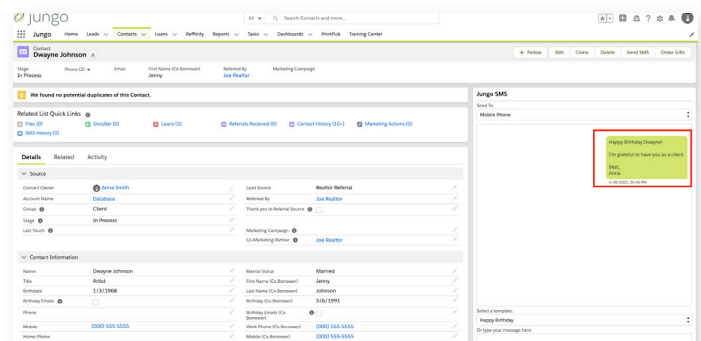 jungo
All
Search Contacts and more...
Jungo Home Leads Contacts Loans Reffinity Reports Tasks Dashboards PrintPub Training Center
Contact
Dwayne Johnson
+ Follow Edit Clone Delete Send SMS Order Gifts
Stage Phone (2) Email First Name (Co Borrower) Referred By Marketing Campaign
In Process Jenny Joe Realtor
We found no potential duplicates of this Contact.
Related List Quick Links
Files (0) DocBar (0) Loans (3) Referrals Received (0) Contact History (10+) Marketing Actions (0)
SMS History (0)
Details Related Activity
Source
Contact Owner Anna Smith Lead Source Realtor Referral
Account Name Database Referred By Joe Realtor
Group Client Thank you to Referral Source
Stage In Process
Last Touch Marketing Campaign
Co-Marketing Partner Joe Realtor
Contact Information
Name Dwayne Johnson Marital Status Married
Title Artist First Name (Co Borrower) Jenny
Birthdate 1/3/1968 Last Name (Co Borrower) Johnson
Birthday Emails Birthday (Co Borrower) 5/6/1991
Phone Birthday Emails (Co
Borrower)
Work Phone (Co Borrower) (000) 555-5555
Mobile (000) 555-5555
Home Phone Mobile (Co Borrower) (000) 555-5555
Jungo SMS
Send To
Mobile Phone
Happy Birthday Dwayne!
I'm grateful to have you as a client.
Best,
Anna
Select a template:
Happy Birthday
Or type your message here: